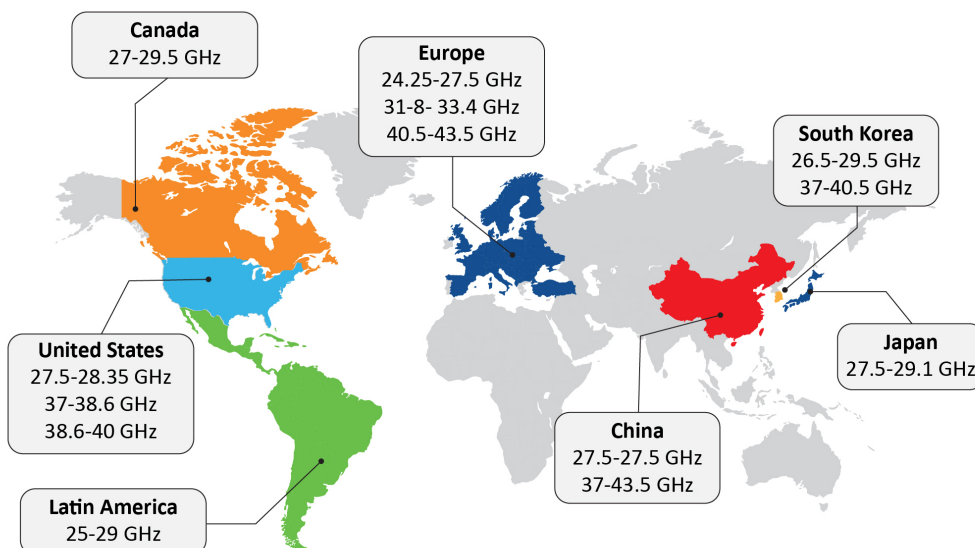 Canada
27-29.5 GHz
Europe
24.25-27.5 GHz
31-8- 33.4 GHz
40.5-43.5 GHz
South Korea
26.5-29.5 GHz
37-40.5 GHz
United States
27.5-28.35 GHz
37-38.6 GHz
38.6-40 GHz
Japan
27.5-29.1 GHz
China
27.5-27.5 GHz
37-43.5 GHz
Latin America
25-29 GHz